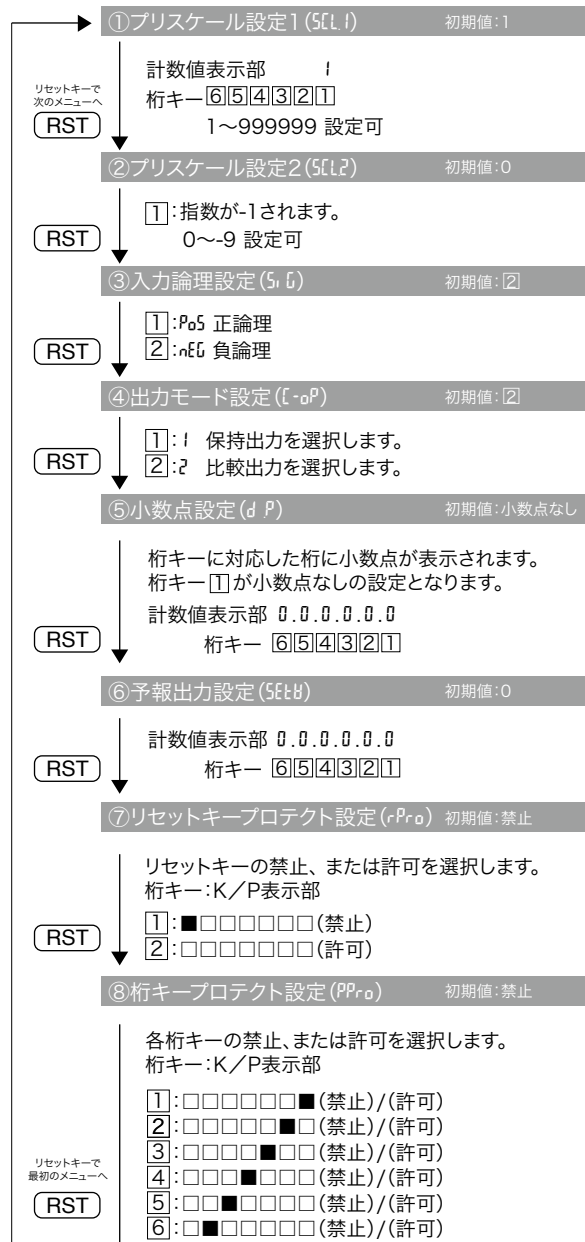 ①プリスケール設定1(SCL.1) 初期値:1
計数値表示部 1
リセットキーで
次のメニューへ
RST
桁キー 6 5 4 3 2 1
1~999999 設定可
②プリスケール設定2(SCL2) 初期値:0
1:指数が-1されます。
RST
0~-9 設定可
③入力論理設定(SiG) 初期値:2
1:PoS 正論理
RST
2:nEG 負論理
④出力モード設定(C-oP) 初期値:2
1:1 保持出力を選択します。
RST
2:2 比較出力を選択します。
⑤小数点設定(d P) 初期値:小数点なし
桁キーに対応した桁に小数点が表示されます。
桁キー1が小数点なしの設定となります。
計数値表示部 0.0.0.0.0.0
RST
桁キー 6 5 4 3 2 1
⑥予報出力設定(SEtY) 初期値:0
計数値表示部 0.0.0.0.0.0
RST
桁キー 6 5 4 3 2 1
⑦リセットキープロテクト設定(rPro) 初期値:禁止
リセットキーの禁止、または許可を選択します。
桁キー:K/P表示部
1:■□□□□□□(禁止)
RST
2:□□□□□□□(許可)
⑧桁キープロテクト設定(PPro) 初期値:禁止
各桁キーの禁止、または許可を選択します。
桁キー:K/P表示部
1:□□□□□□■(禁止)/(許可)
2:□□□□□■□(禁止)/(許可)
3:□□□□■□□(禁止)/(許可)
4:□□□■□□□(禁止)/(許可)
5:□□■□□□□(禁止)/(許可)
6:□■□□□□□(禁止)/(許可)
リセットキーで
最初のメニューへ
RST